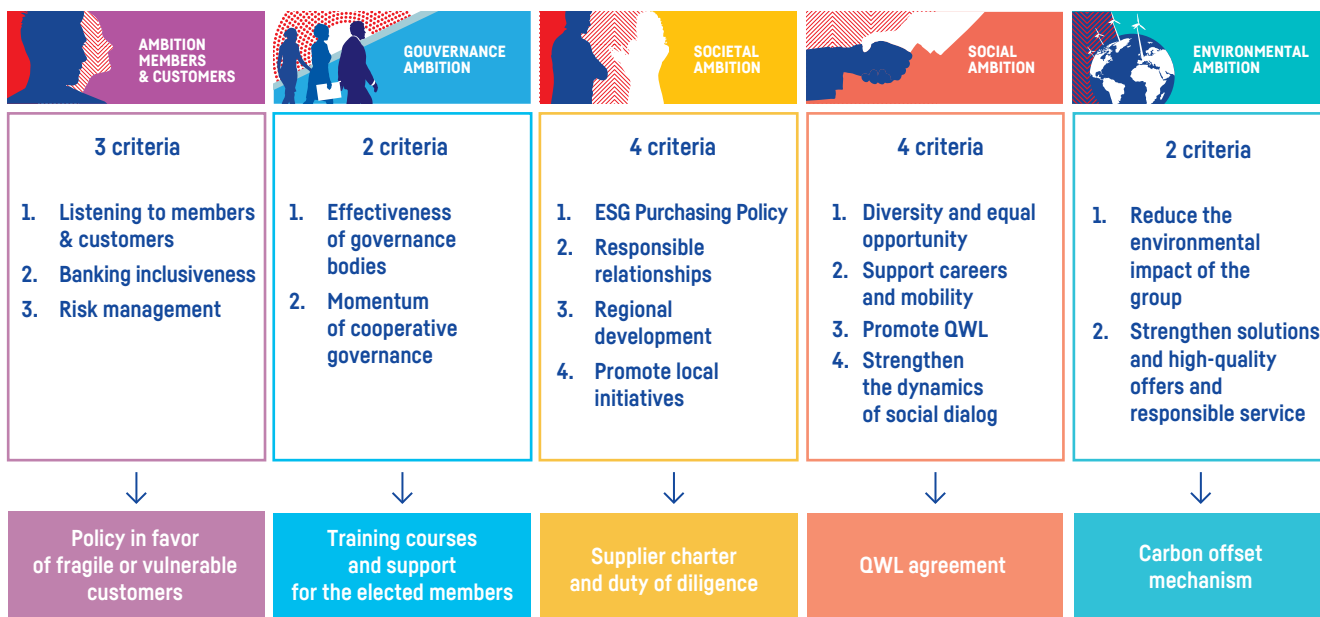 AMBITION
MEMBERS
& CUSTOMERS
3 criteria
1. Listening to members
& customers
2. Banking inclusiveness
3. Risk management
Policy in favor
of fragile or vulnerable
customers
GOUVERNANCE
AMBITION
2 criteria
1. Effectiveness
of governance
bodies
2. Momentum
of cooperative
governance
Training courses
and support
for the elected members
SOCIETAL
AMBITION
4 criteria
1. ESG Purchasing Policy
2. Responsible
relationships
3. Regional
development
4. Promote local
initiatives
Supplier charter
and duty of diligence
SOCIAL
AMBITION
4 criteria
1. Diversity and equal
opportunity
2. Support careers
and mobility
3. Promote QWL
4. Strengthen
the dynamics
of social dialog
QWL agreement
ENVIRONMENTAL
AMBITION
2 criteria
1. Reduce the
environmental
impact of the
group
2. Strengthen solutions
and high-quality
offers and
responsible service
Carbon offset
mechanism